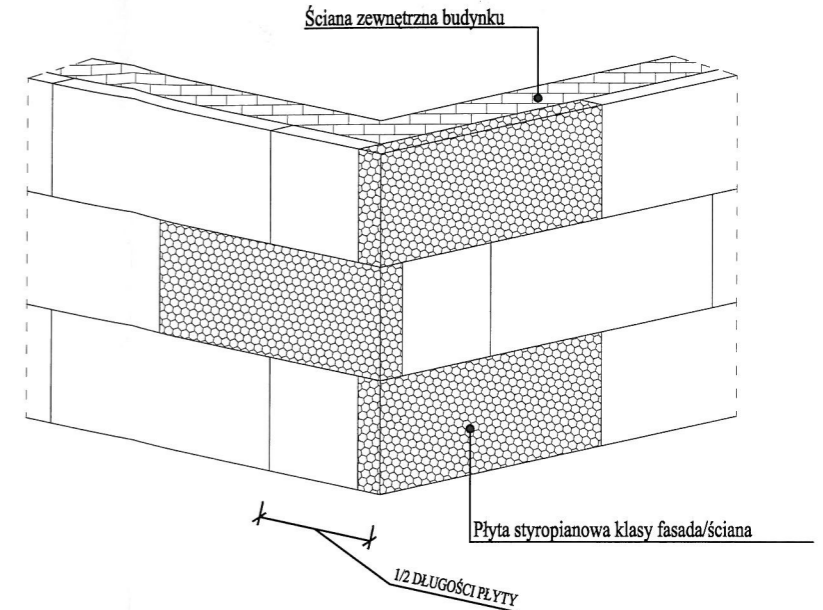 Ściana zewnętrzna budynku
Płyta styropianowa klasy fasada/ściana
1/2 DŁUGOŚCI PŁYTY